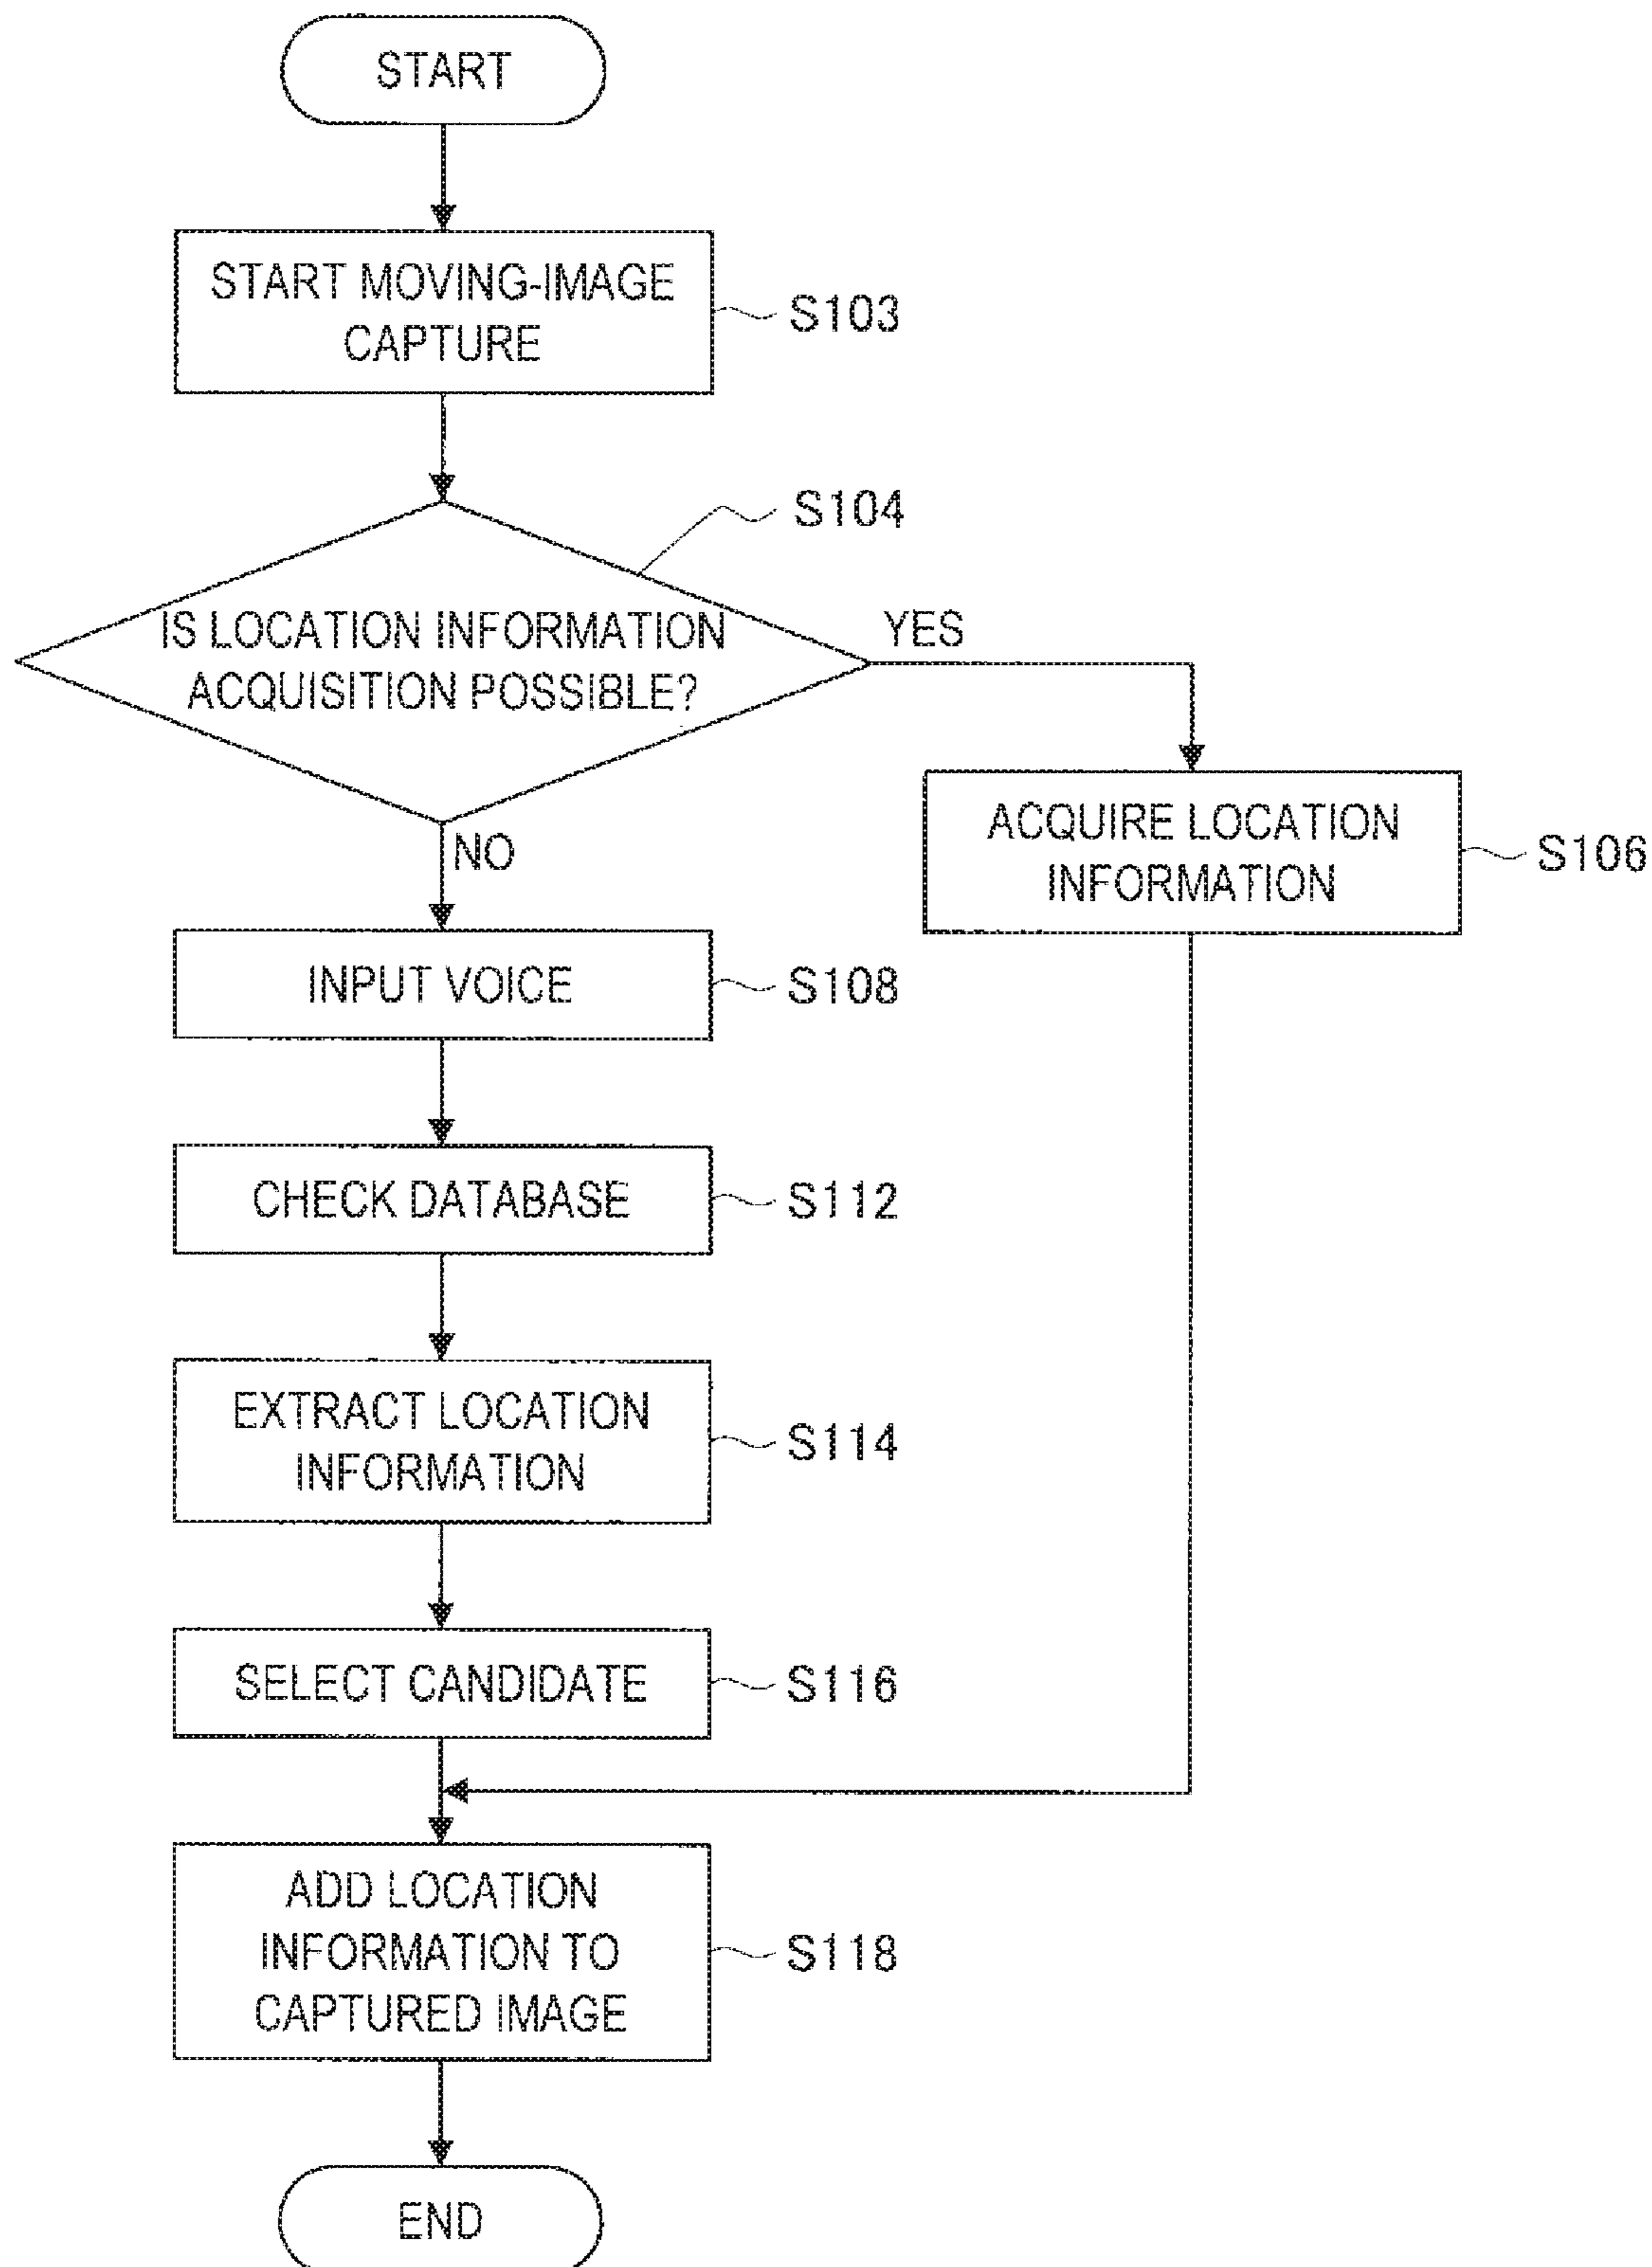 START
START MOVING-IMAGE
CAPTURE
S103
S104
IS LOCATION INFORMATION
ACQUISITION POSSIBLE?
YES
ACQUIRE LOCATION
INFORMATION
S106
NO
INPUT VOICE
S108
CHECK DATABASE
S112
EXTRACT LOCATION
INFORMATION
S114
SELECT CANDIDATE
S116
ADD LOCATION
INFORMATION TO
CAPTURED IMAGE
S118
END